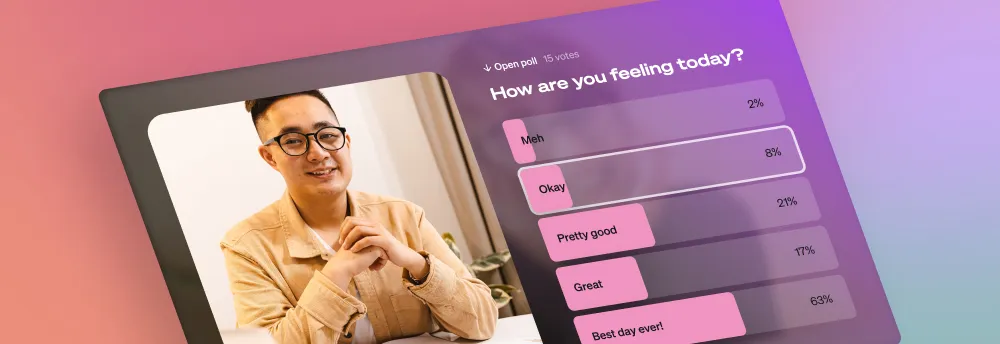 ↓ Open poll 15 votes
How are you feeling today?
Meh 2%
Okay 8%
Pretty good 21%
Great 17%
Best day ever! 63%